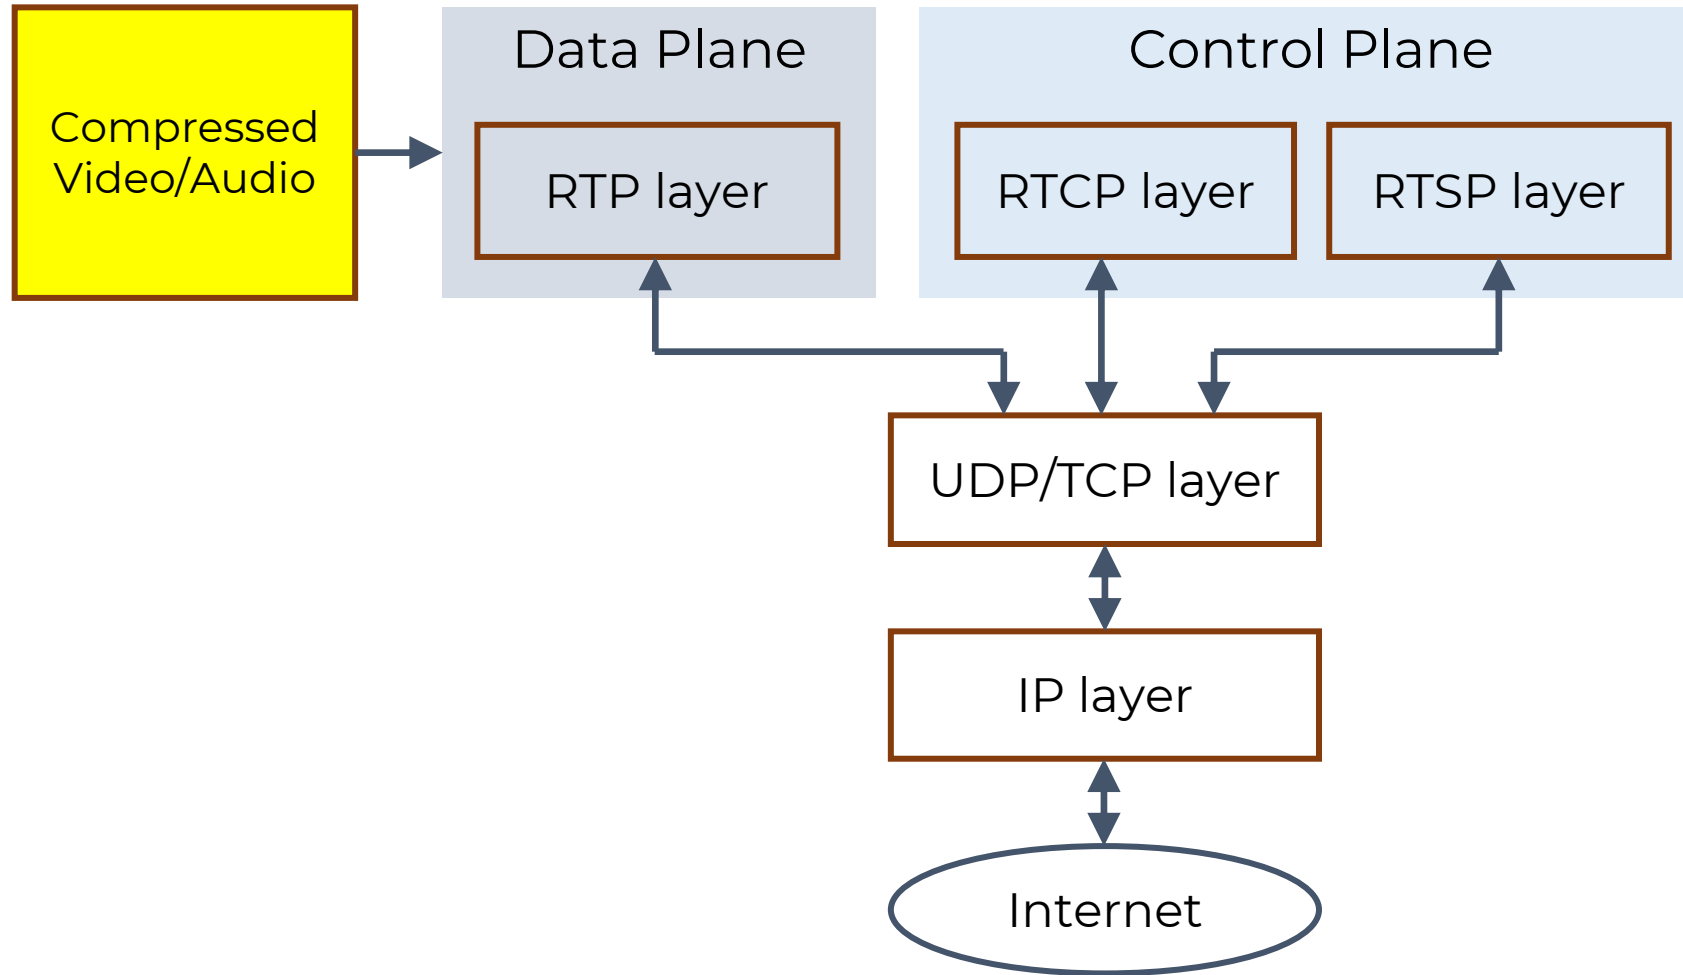 Compressed
Video/Audio
Data Plane
RTP layer
Control Plane
RTCP layer
RTSP layer
UDP/TCP layer
IP layer
Internet